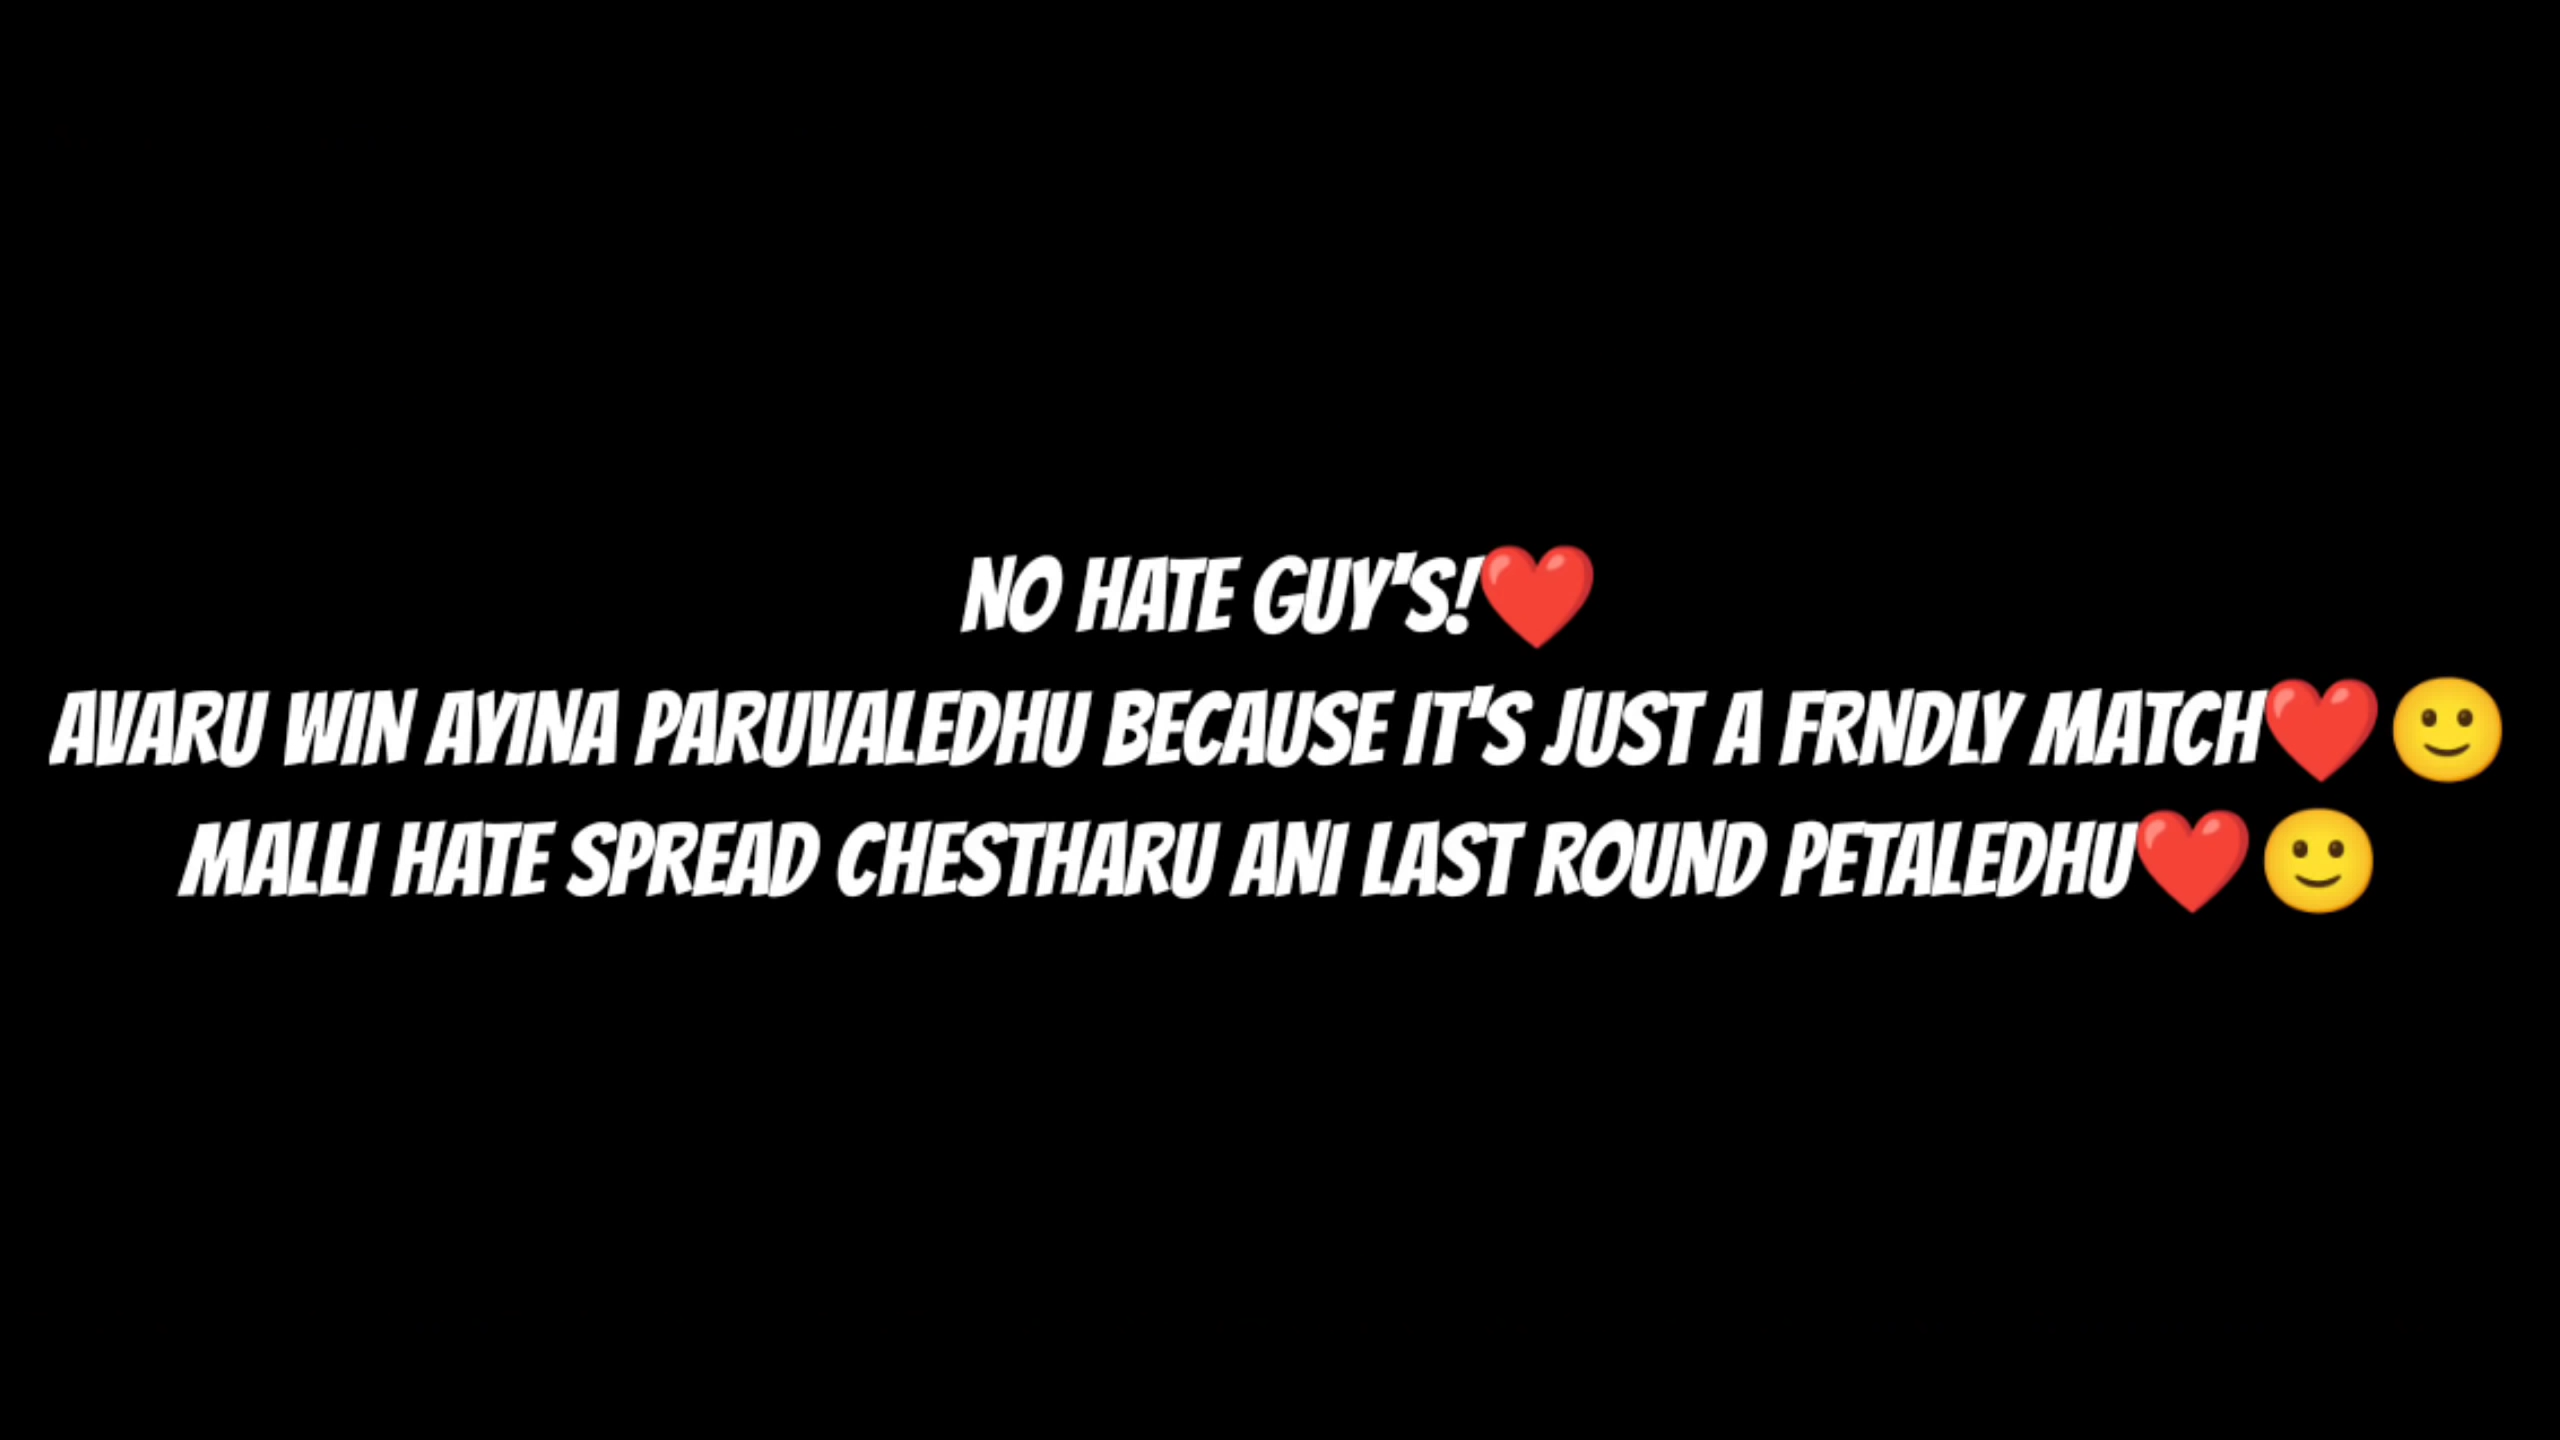 NO HATE GUY'S!❤️
AVARU WIN AYINA PARUVALEDHU BECAUSE IT'S JUST A FRNDLY MATCH❤️🙂
MALLI HATE SPREAD CHESTHARU ANI LAST ROUND PETALEDHU❤️🙂